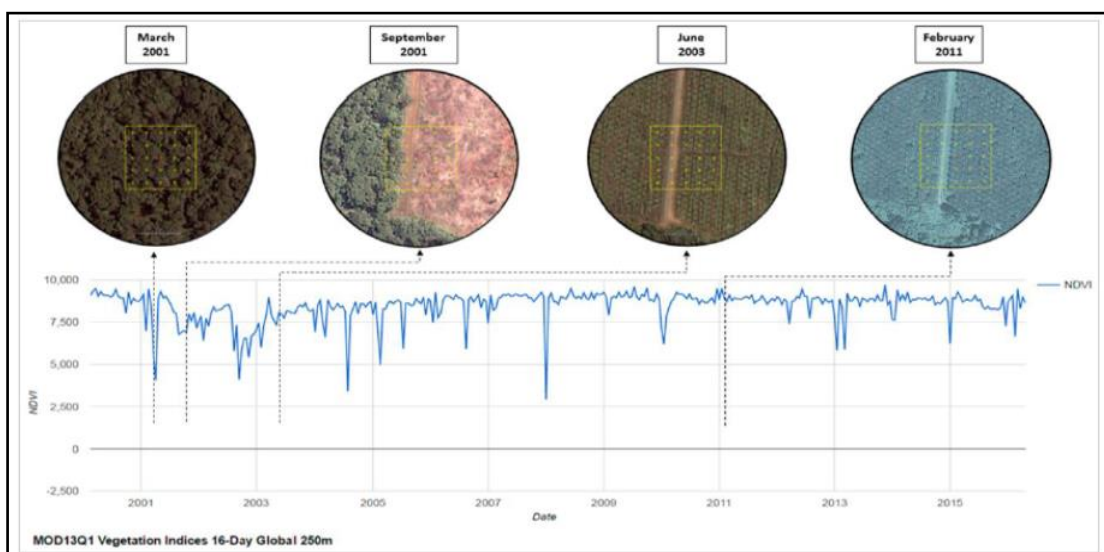 March
2001
September
2001
June
2003
February
2011
10,000
7,500
5,000
2,500
0
-2,500
NDVI
NDVI
2001
2003
2005
2007
2009
2011
2013
2015
Date
MOD13Q1 Vegetation Indices 16-Day Global 250m